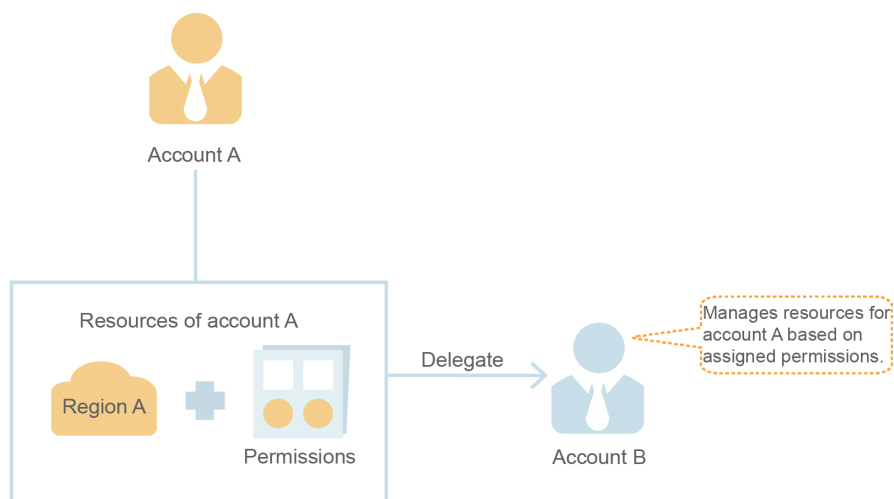 Account A
Resources of account A
Region A
Permissions
Delegate
Account B
Manages resources for
account A based on
assigned permissions.